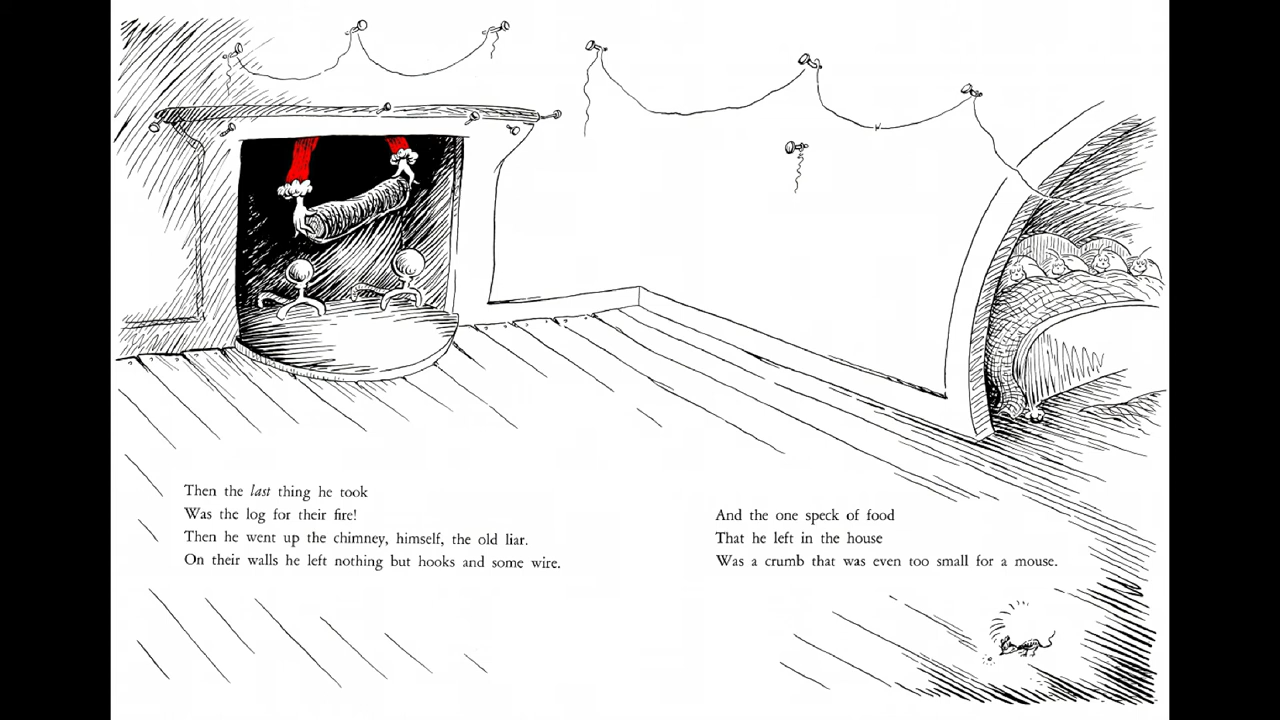 Then the last thing he took
Was the log for their fire!
Then he went up the chimney, himself, the old liar.
On their walls he left nothing but hooks and some wire.
And the one speck of food
That he left in the house
Was a crumb that was even too small for a mouse.